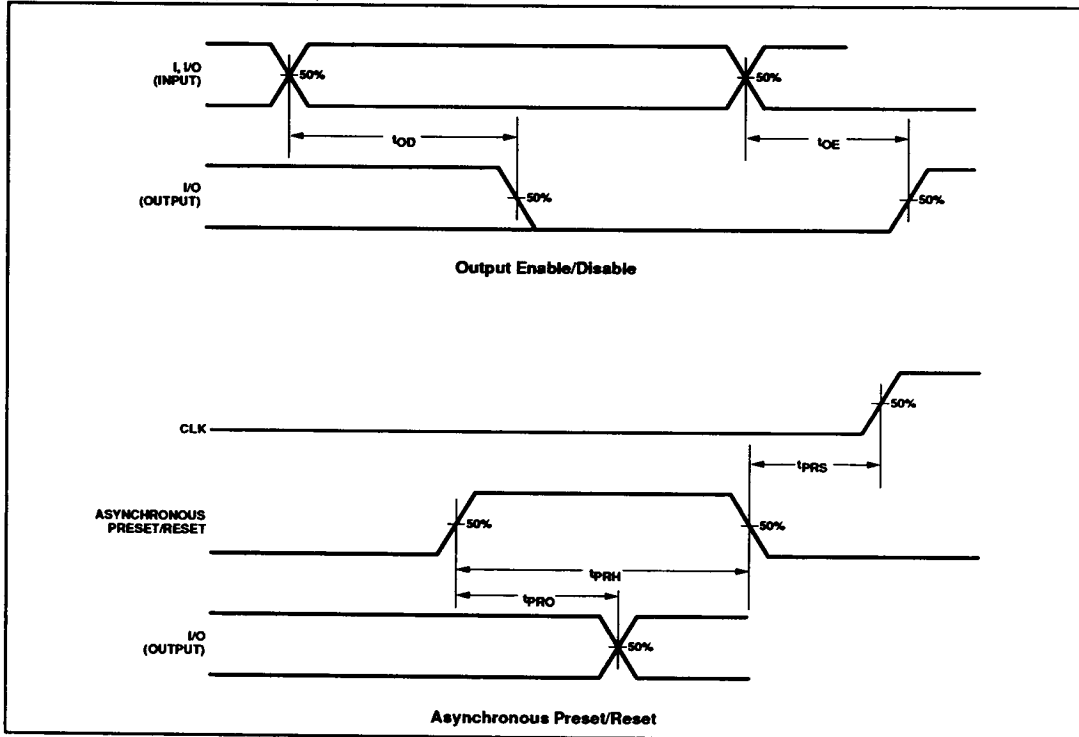 I, I/O
(INPUT)
50%
50%
tOD
tOE
I/O
(OUTPUT)
50%
50%
Output Enable/Disable
50%
CLK
tPRS
ASYNCHRONOUS
PRESET/RESET
50%
50%
tPRH
tPRO
I/O
(OUTPUT)
50%
Asynchronous Preset/Reset